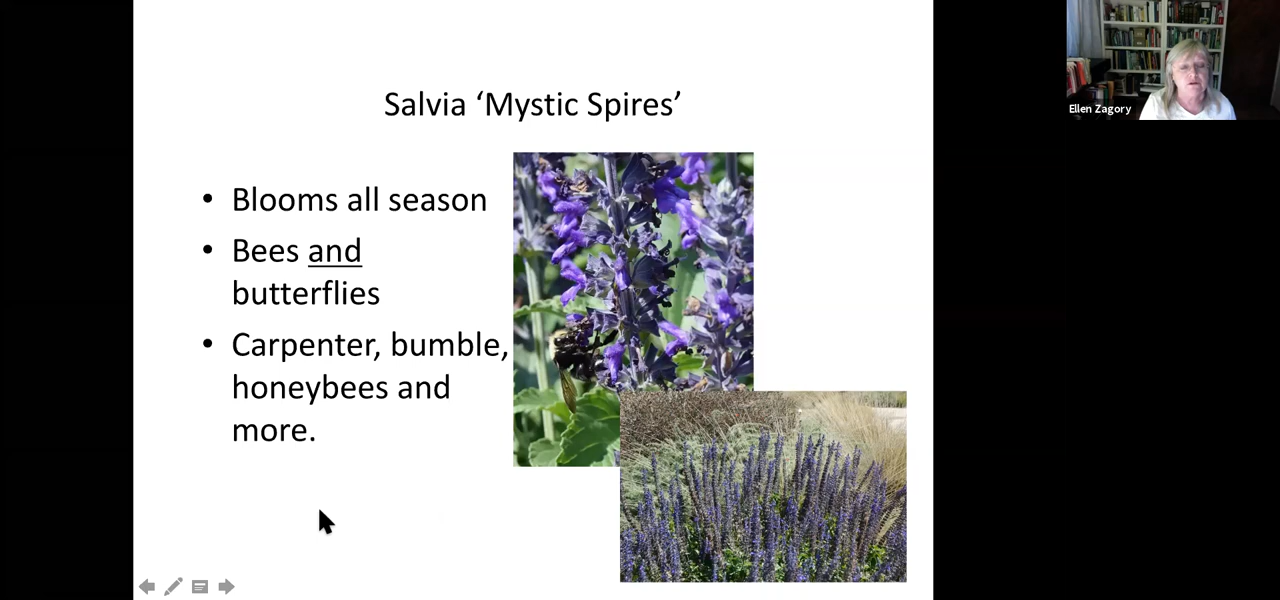 Salvia ‘Mystic Spires’
• Blooms all season
• Bees and
butterflies
• Carpenter, bumble,
honeybees and
more.
Ellen Zagory